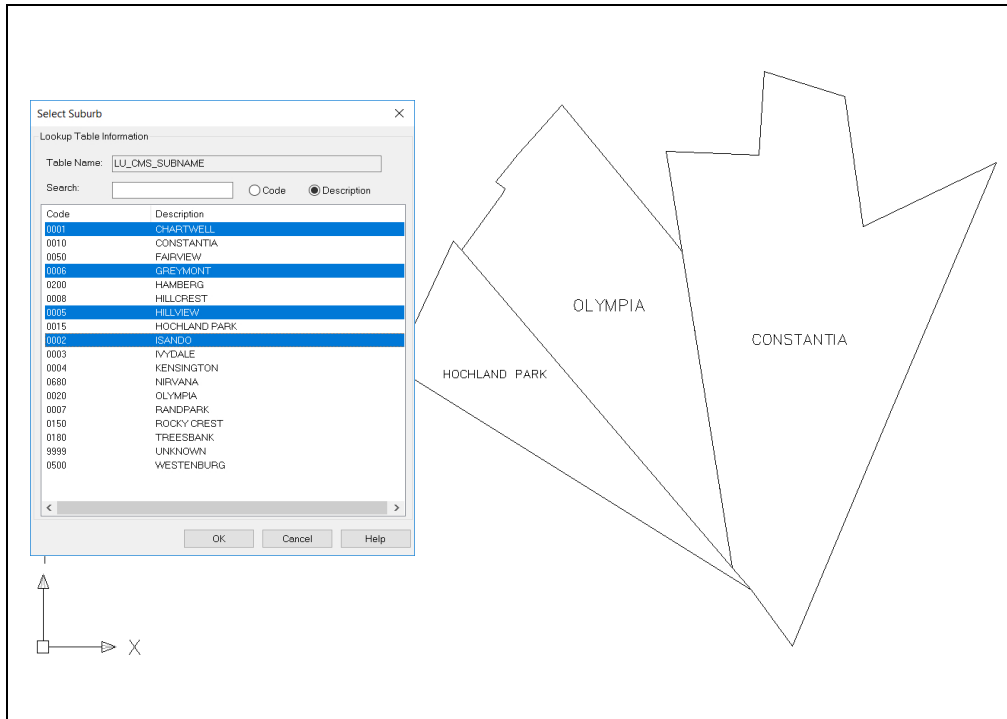 Select Suburb
Lookup Table Information
Table Name: LU_CMS_SUBNAME
Search: Code Description
Code Description
0001 CHARTWELL
0010 CONSTANTIA
0050 FAIRVIEW
0006 GREYMONT
0200 HAMBERG
0008 HILLCREST
0005 HILLVIEW
0015 HOCHLAND PARK
0002 ISANDO
0003 IVYDALE
0004 KENSINGTON
0680 NIRVANA
0020 OLYMPIA
0007 RANDPARK
0150 ROCKY CREST
0180 TREESBANK
9999 UNKNOWN
0500 WESTENBURG
OK Cancel Help
OLYMPIA
CONSTANTIA
HOCHLAND PARK
X